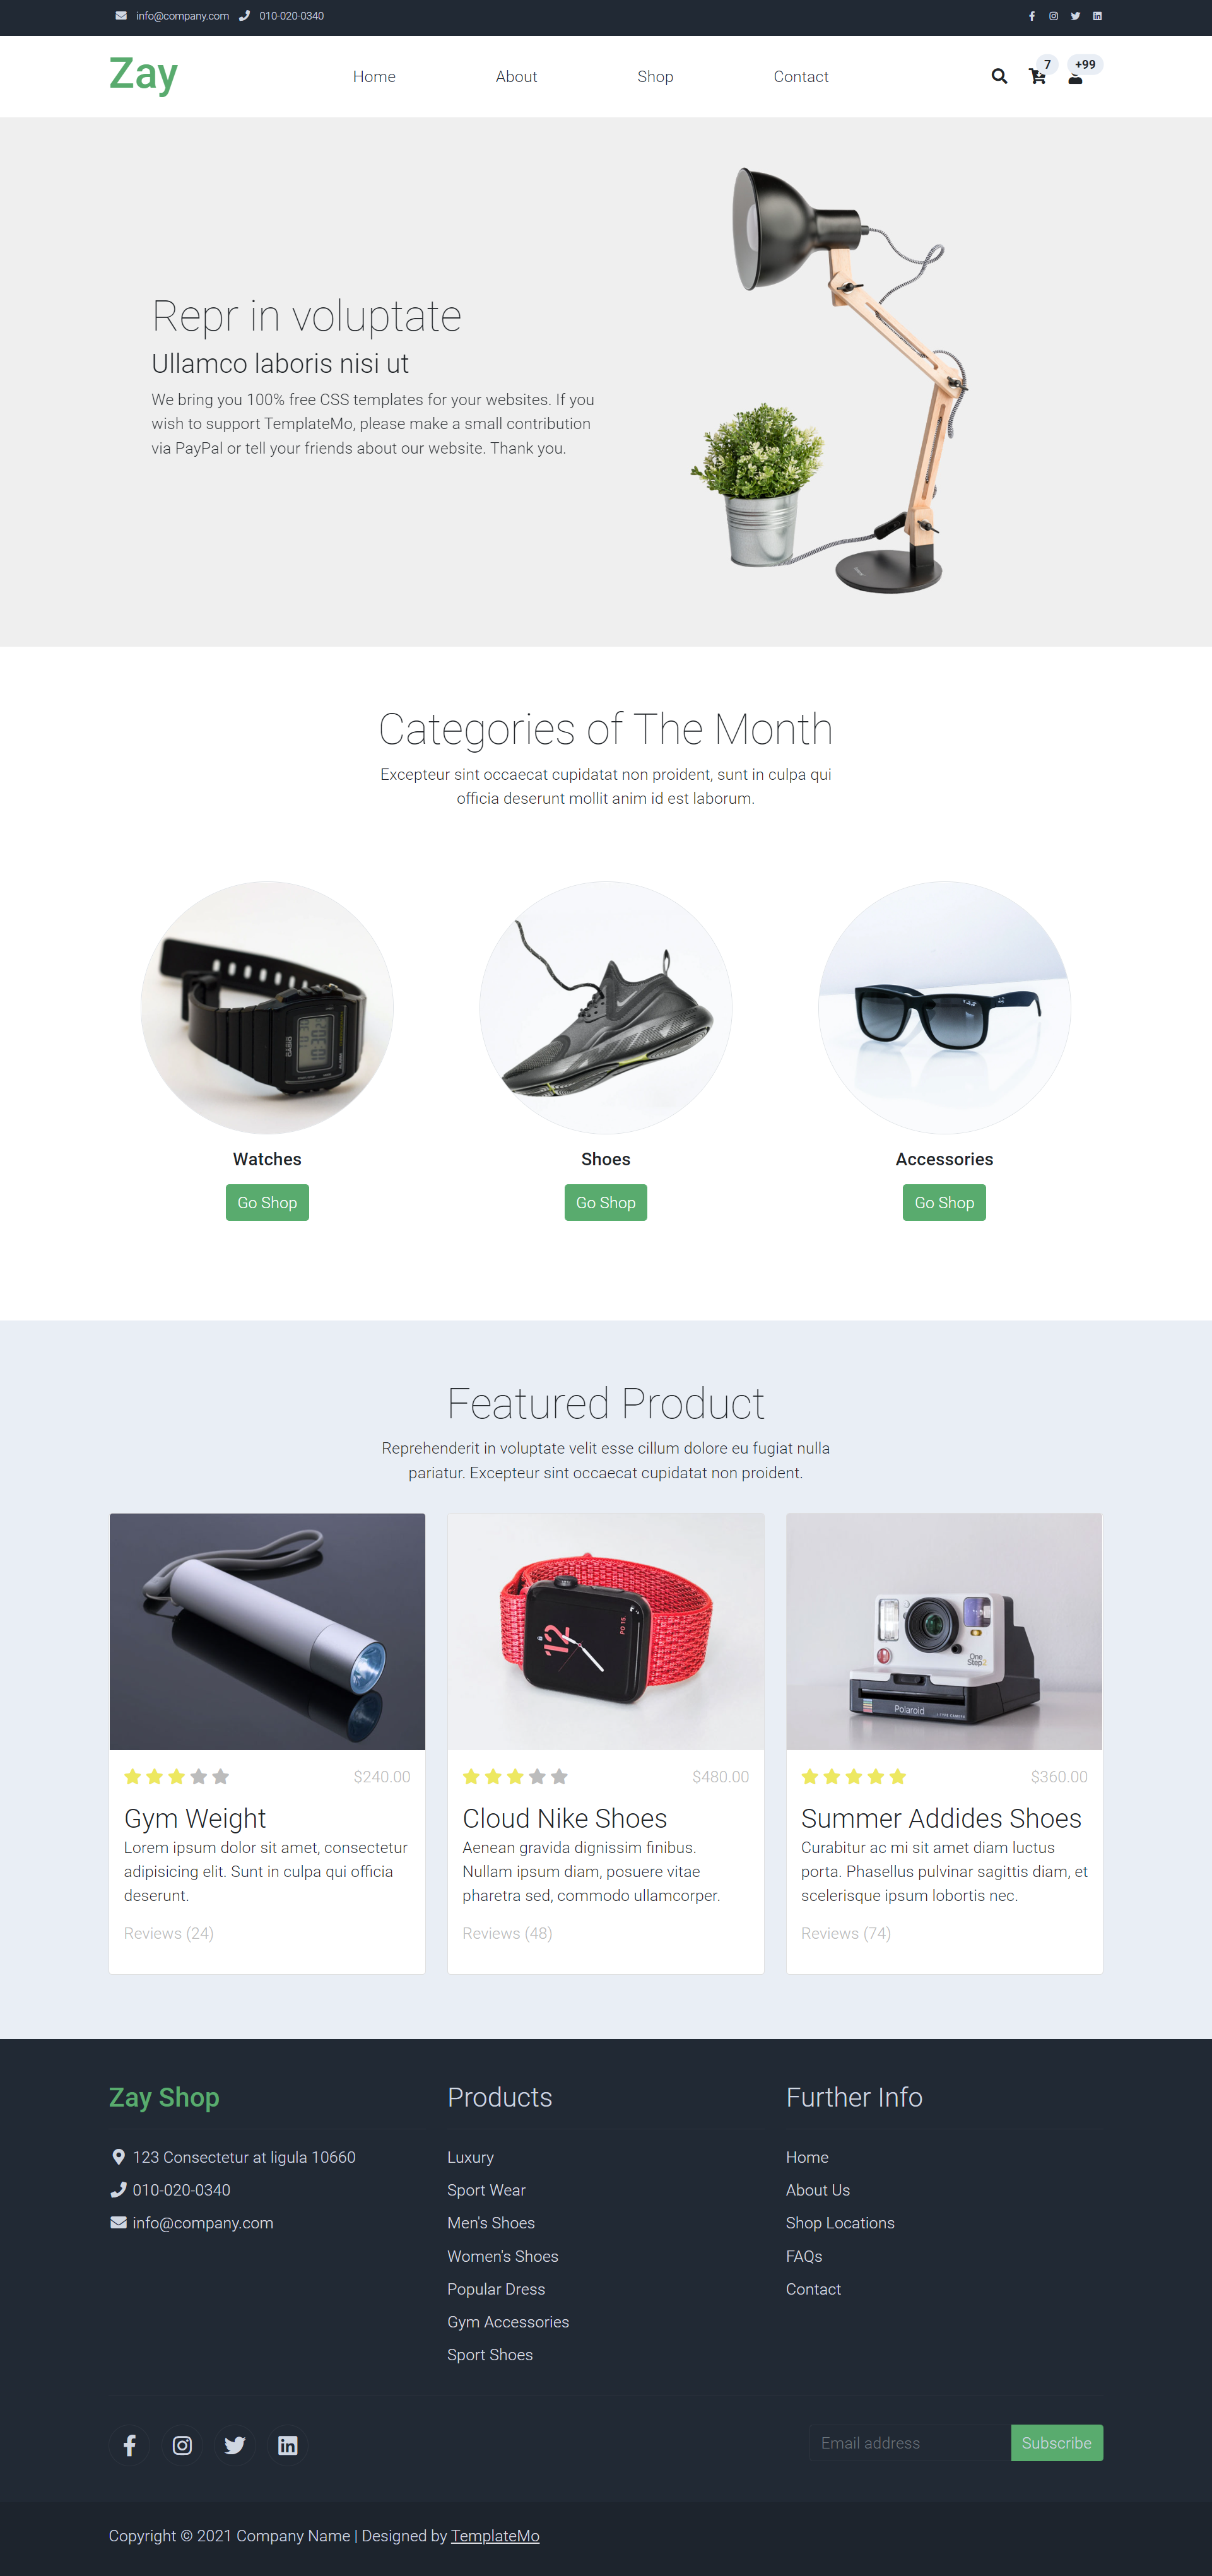 info@company.com 010-020-0340
Zay
Home About Shop Contact
7 +99
Repr in voluptate
Ullamco laboris nisi ut
We bring you 100% free CSS templates for your websites. If you
wish to support TemplateMo, please make a small contribution
via PayPal or tell your friends about our website. Thank you.
Categories of The Month
Excepteur sint occaecat cupidatat non proident, sunt in culpa qui
officia deserunt mollit anim id est laborum.
CASIO
Watches
Shoes
Accessories
Go Shop
Go Shop
Go Shop
Featured Product
Reprehenderit in voluptate velit esse cillum dolore eu fugiat nulla
pariatur. Excepteur sint occaecat cupidatat non proident.
12
One
Step2
Polaroid
$240.00
Gym Weight
Lorem ipsum dolor sit amet, consectetur
adipisicing elit. Sunt in culpa qui officia
deserunt.
Reviews (24)
$480.00
Cloud Nike Shoes
Aenean gravida dignissim finibus.
Nullam ipsum diam, posuere vitae
pharetra sed, commodo ullamcorper.
Reviews (48)
$360.00
Summer Addides Shoes
Curabitur ac mi sit amet diam luctus
porta. Phasellus pulvinar sagittis diam, et
scelerisque ipsum lobortis nec.
Reviews (74)
Zay Shop
123 Consectetur at ligula 10660
010-020-0340
info@company.com
Products
Luxury
Sport Wear
Men's Shoes
Women's Shoes
Popular Dress
Gym Accessories
Sport Shoes
Further Info
Home
About Us
Shop Locations
FAQs
Contact
Email address Subscribe
Copyright © 2021 Company Name | Designed by TemplateMo